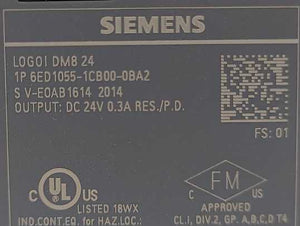 SIEMENS
LOGO! DM8 24
1P 6ED1055-1CB00-0BA2
S V-E0AB1614 2014
OUTPUT: DC 24V 0.3A RES./P.D.
FS: 01
C UL US
LISTED 18WX
IND.CONT.EQ. for HAZ.LOC.:
C FM US
APPROVED
CL.I, DIV.2, GP. A,B,C,D T4